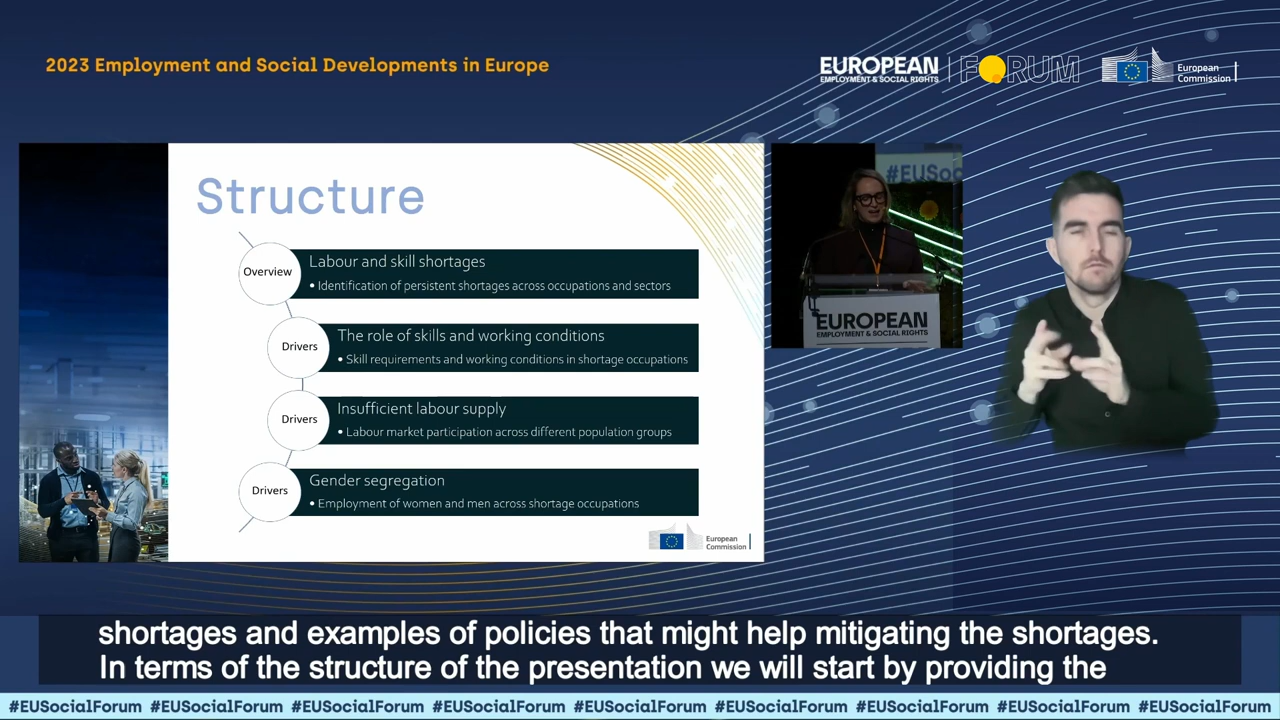 2023 Employment and Social Developments in Europe
EUROPEAN
EMPLOYMENT & SOCIAL RIGHTS
FORUM
European
Commission
Structure
Overview
Labour and skill shortages
• Identification of persistent shortages across occupations and sectors
Drivers
The role of skills and working conditions
• Skill requirements and working conditions in shortage occupations
Drivers
Insufficient labour supply
• Labour market participation across different population groups
Drivers
Gender segregation
• Employment of women and men across shortage occupations
European
Commission
#EUSoc
EUROPEAN
EMPLOYMENT & SOCIAL RIGHTS
shortages and examples of policies that might help mitigating the shortages.
In terms of the structure of the presentation we will start by providing the
#EUSocialForum #EUSocialForum #EUSocialForum #EUSocialForum #EUSocialForum #EUSocialForum #EUSocialForum #EUSocialForum #EUSocialForum